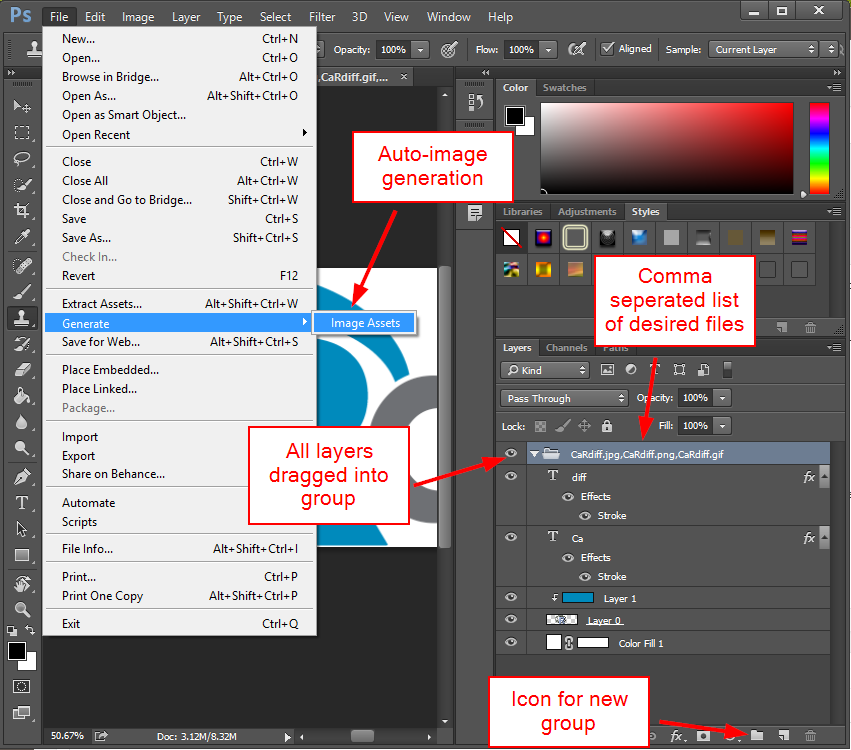 Ps File Edit Image Layer Type Select Filter 3D View Window Help
Opacity: 100% Flow: 100% Aligned Sample: Current Layer
,CaRdiff.gif,... ×
New... Ctrl+N
Open... Ctrl+O
Browse in Bridge... Alt+Ctrl+O
Open As... Alt+Shift+Ctrl+O
Open as Smart Object...
Open Recent
Close Ctrl+W
Close All Alt+Ctrl+W
Close and Go to Bridge... Shift+Ctrl+W
Save Ctrl+S
Save As... Shift+Ctrl+S
Check In...
Revert F12
Extract Assets... Alt+Shift+Ctrl+W
Generate
Image Assets
Save for Web... Alt+Shift+Ctrl+S
Place Embedded...
Place Linked...
Package...
Import
Export
Share on Behance...
Automate
Scripts
File Info... Alt+Shift+Ctrl+I
Print... Ctrl+P
Print One Copy Alt+Shift+Ctrl+P
Exit Ctrl+Q
Auto-image
generation
All layers
dragged into
group
50.67% Doc: 3.12M/8.32M
Color Swatches
Libraries Adjustments Styles
Comma
seperated list
of desired files
Layers Channels Paths
Kind
Pass Through Opacity: 100%
Lock: Fill: 100%
CaRdiff.jpg,CaRdiff.png,CaRdiff.gif
T diff fx
Effects
Stroke
T Ca fx
Effects
Stroke
Layer 1
Layer 0
Color Fill 1
Icon for new
group
fx